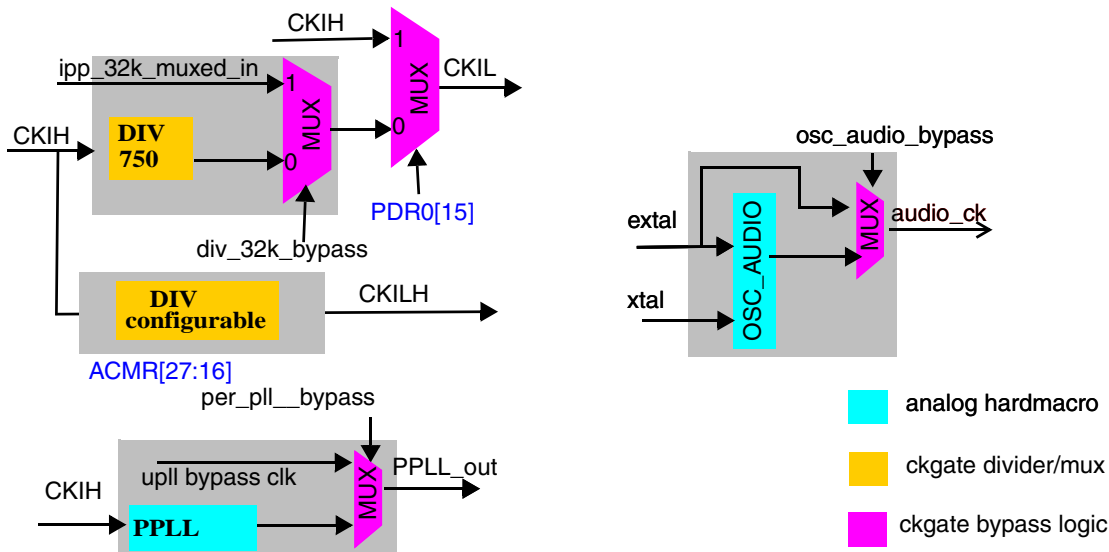 CKIH
1
CKIL
MUX
0
PDR0[15]
ipp_32k_muxed_in
1
MUX
0
CKIH
DIV
750
div_32k_bypass
DIV
configurable
CKILH
ACMR[27:16]
per_pll__bypass
upll bypass clk
MUX
PPLL_out
CKIH
PPLL
osc_audio_bypass
extal
xtal
OSC_AUDIO
MUX
audio_ck
analog hardmacro
ckgate divider/mux
ckgate bypass logic